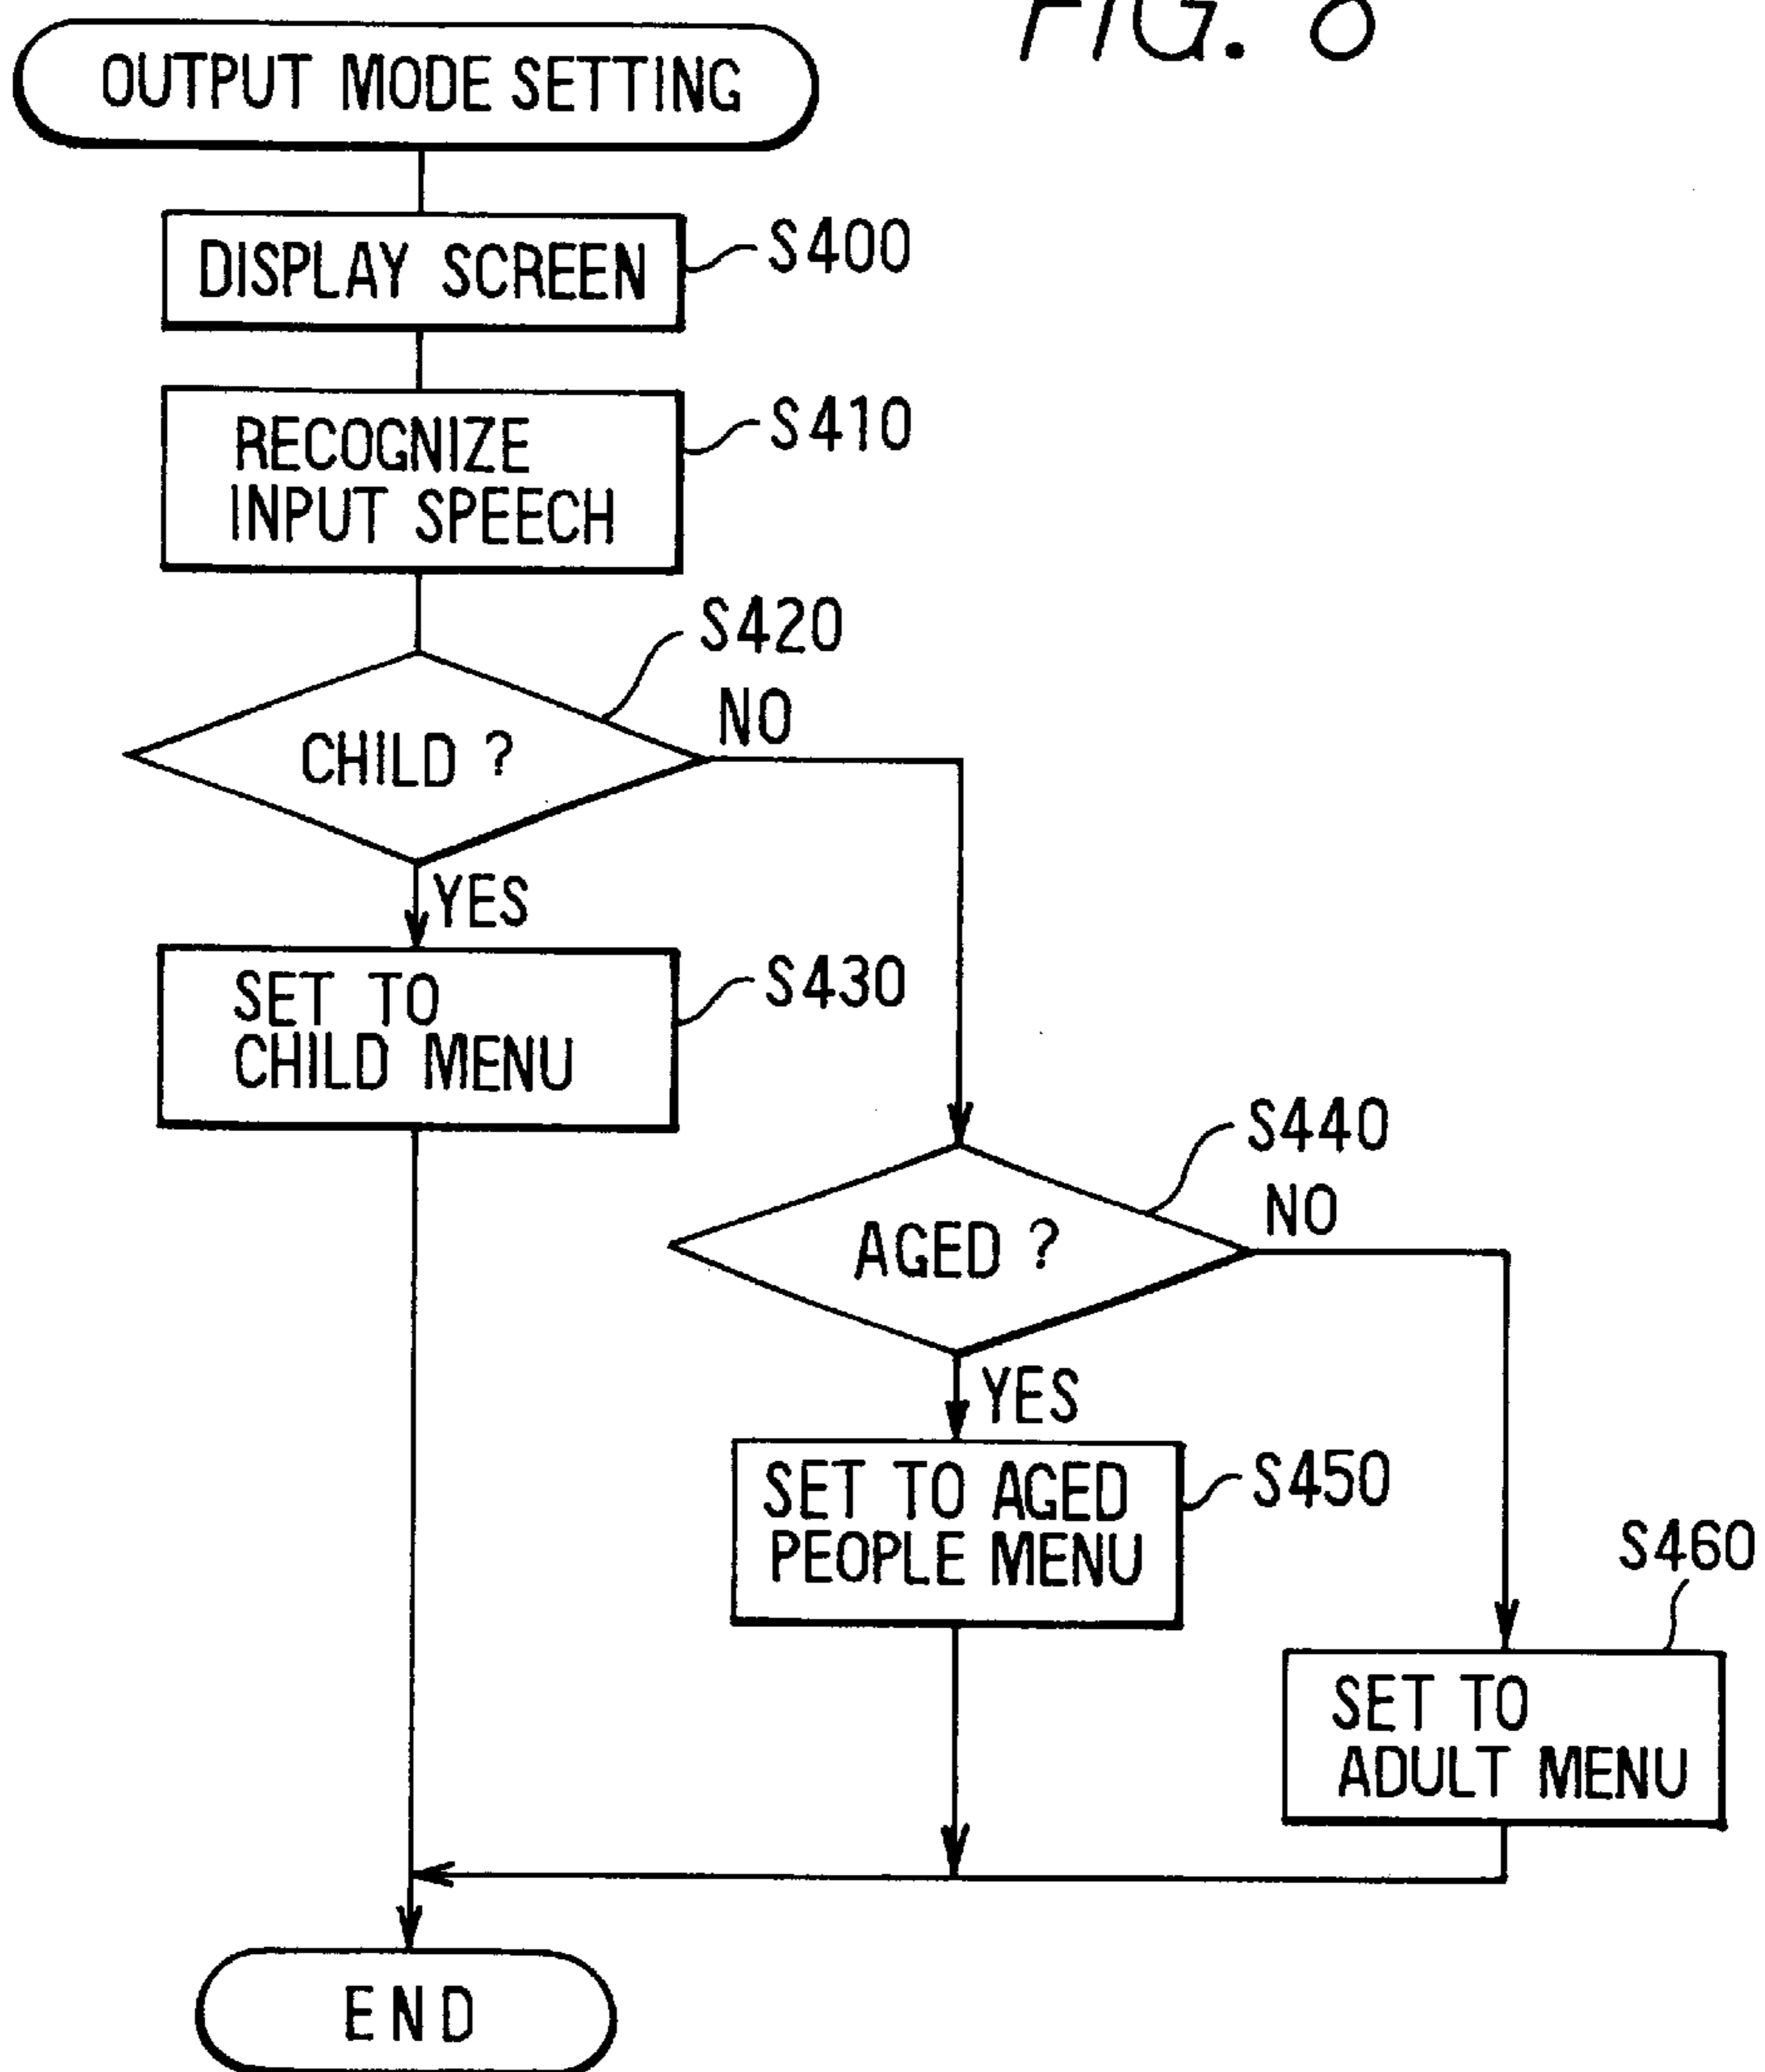 FIG.
OUTPUT MODE SETTING
DISPLAY SCREEN
S400
RECOGNIZE
INPUT SPEECH
S410
S420
NO
CHILD ?
YES
SET TO
CHILD MENU
S430
S440
NO
AGED ?
YES
SET TO AGED
PEOPLE MENU
S450
S460
SET TO
ADULT MENU
END